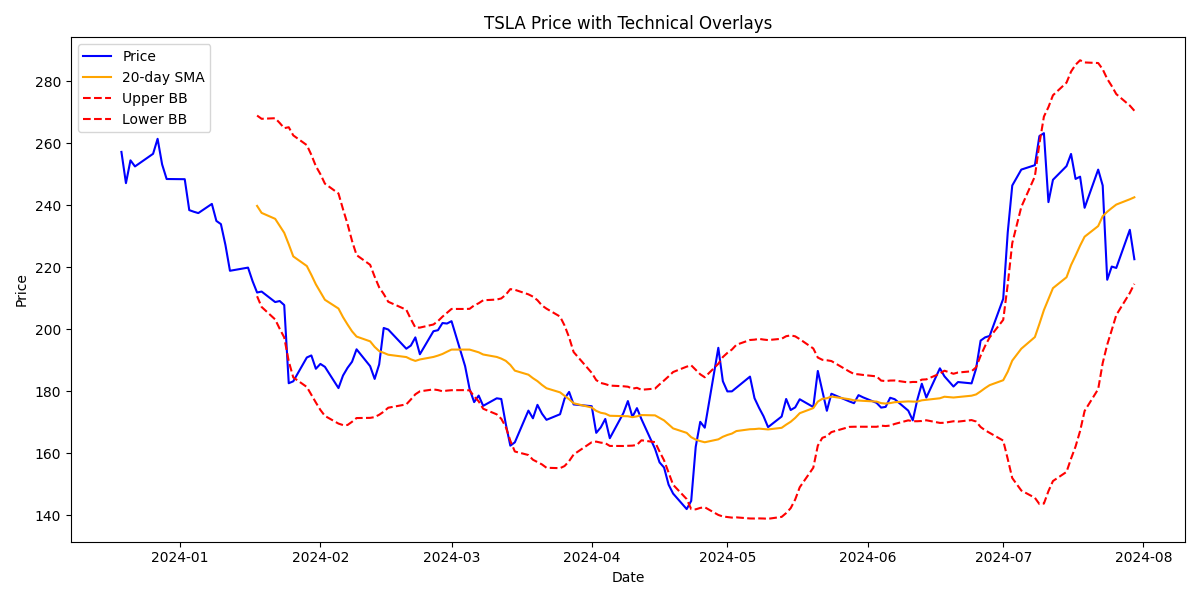 TSLA Price with Technical Overlays
Price
20-day SMA
Upper BB
Lower BB
280
260
240
220
200
180
160
140
Price
2024-01
2024-02
2024-03
2024-04
2024-05
2024-06
2024-07
2024-08
Date